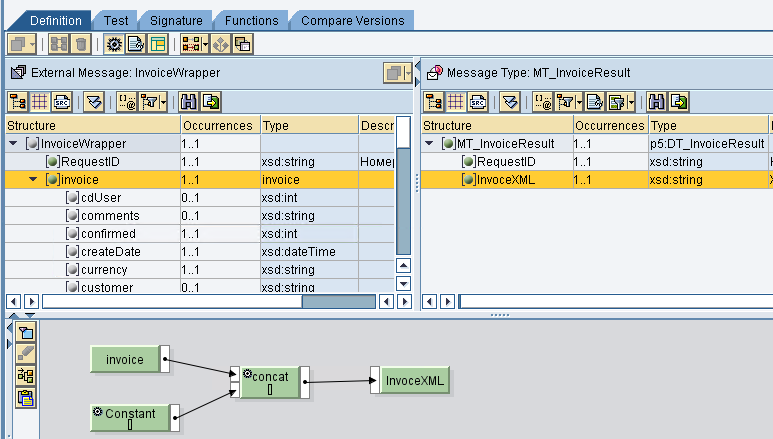 Definition Test Signature Functions Compare Versions
External Message: InvoiceWrapper
Structure Occurrences Type Descr
InvoiceWrapper 1..1
RequestID 1..1 xsd:string Home
invoice 1..1 invoice
cdUser 0..1 xsd:int
comments 0..1 xsd:string
confirmed 0..1 xsd:int
createDate 1..1 xsd:dateTime
currency 1..1 xsd:string
customer 0..1 xsd:string
Message Type: MT_InvoiceResult
Structure Occurrences Type
MT_InvoiceResult 1..1 p5:DT_InvoiceResult
RequestID 1..1 xsd:string
InvoceXML 1..1 xsd:string
invoice
concat
InvoceXML
Constant